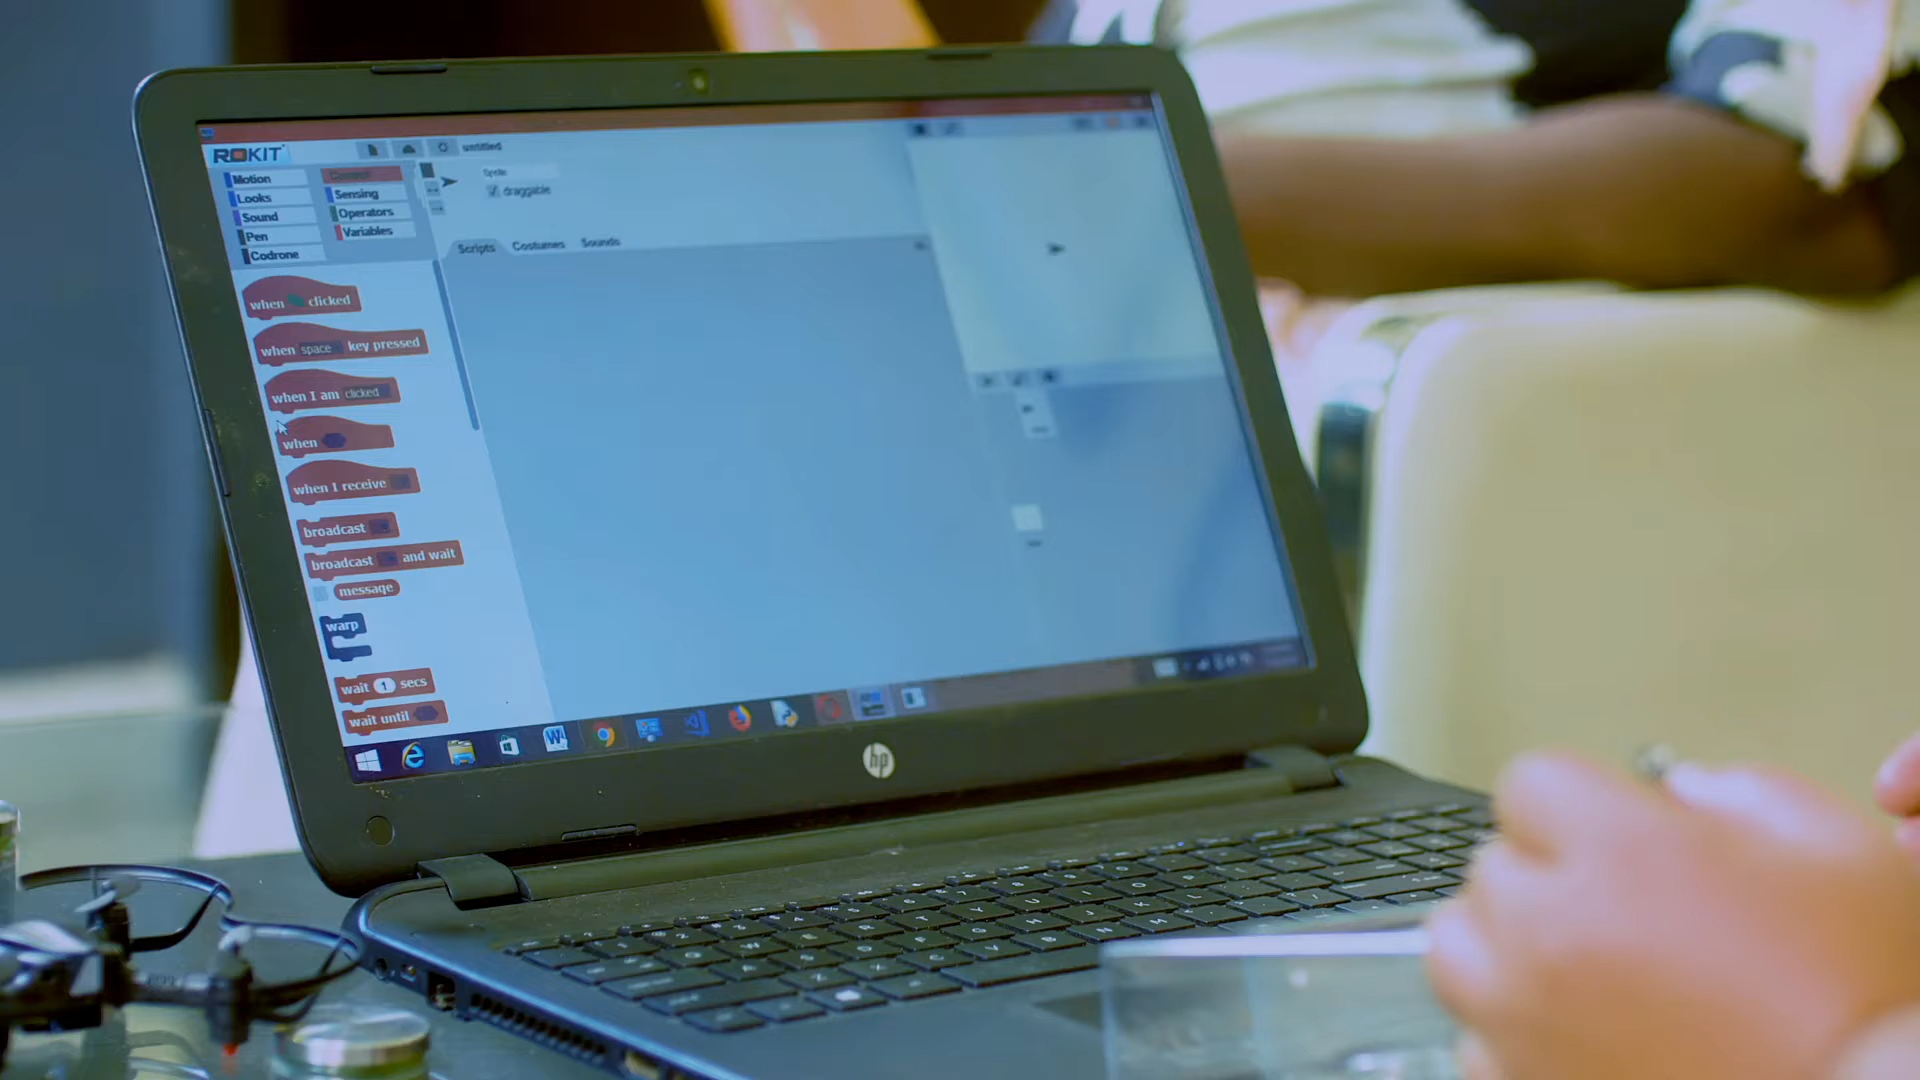 ROKIT
untitled
Motion
Looks
Sound
Pen
Codrone
Control
Sensing
Operators
Variables
Sprite
draggable
Scripts
Costumes
Sounds
when clicked
when space key pressed
when I am clicked
when
when I receive
broadcast
broadcast and wait
message
warp
wait 1 secs
wait until
hp